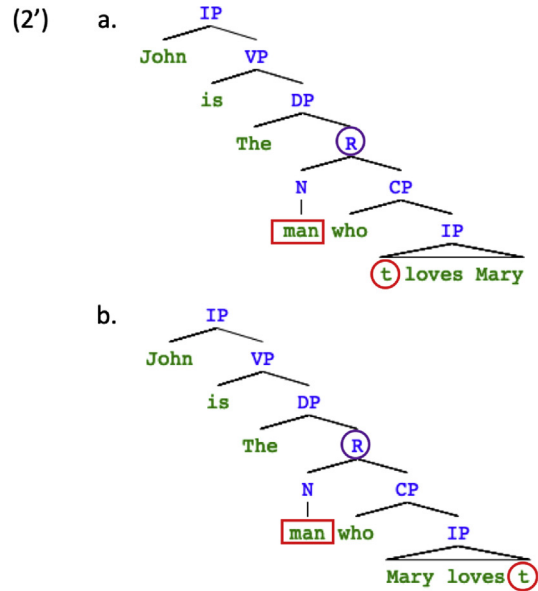 (2’) a.
IP
John VP
is DP
The R
N CP
man who IP
t loves Mary
b.
IP
John VP
is DP
The R
N CP
man who IP
Mary loves t